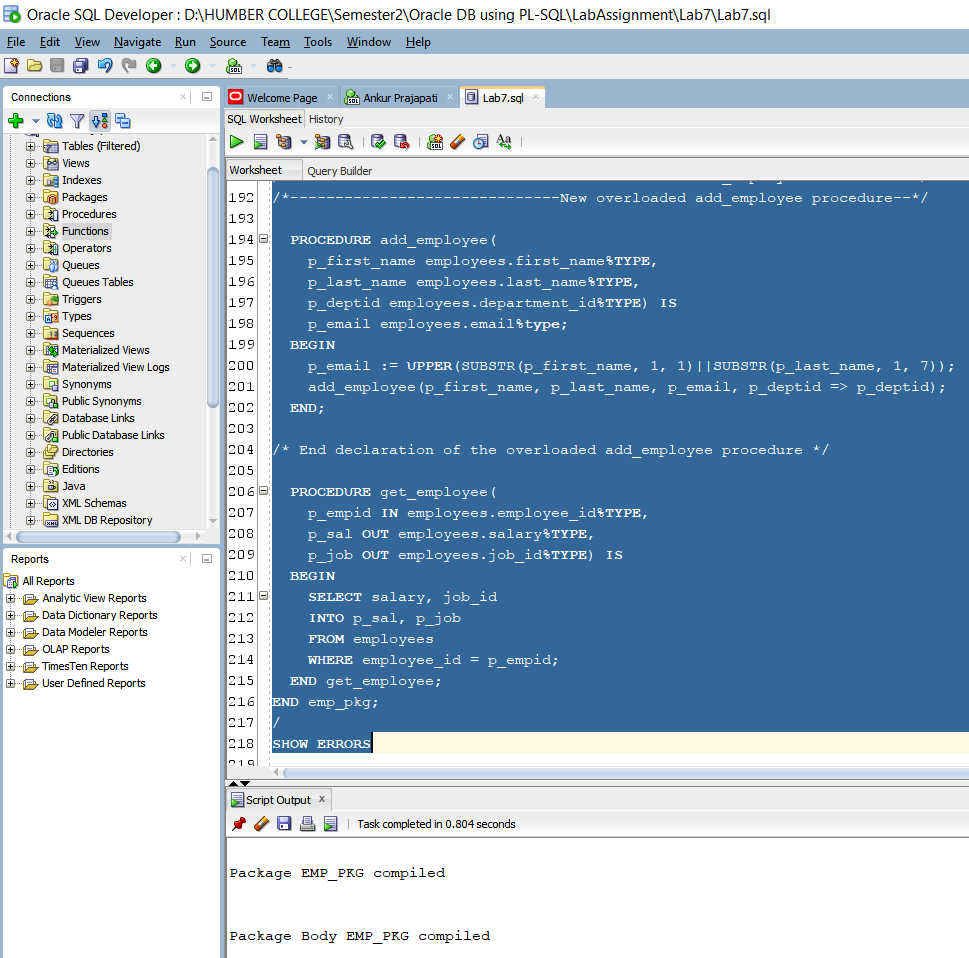 Oracle SQL Developer : D:\HUMBER COLLEGE\Semester2\Oracle DB using PL-SQL\LabAssignment\Lab7\Lab7.sql
File Edit View Navigate Run Source Team Tools Window Help
Connections
Tables (Filtered)
Views
Indexes
Packages
Procedures
Functions
Operators
Queues
Queues Tables
Triggers
Types
Sequences
Materialized Views
Materialized View Logs
Synonyms
Public Synonyms
Database Links
Public Database Links
Directories
Editions
Java
XML Schemas
XML DB Repository
Reports
All Reports
Analytic View Reports
Data Dictionary Reports
Data Modeler Reports
OLAP Reports
TimesTen Reports
User Defined Reports
Welcome Page Ankur Prajapati Lab7.sql
SQL Worksheet History
Worksheet Query Builder
192 /*------------------------------New overloaded add_employee procedure--*/
193
194 PROCEDURE add_employee(
195 p_first_name employees.first_name%TYPE,
196 p_last_name employees.last_name%TYPE,
197 p_deptid employees.department_id%TYPE) IS
198 p_email employees.email%type;
199 BEGIN
200 p_email := UPPER(SUBSTR(p_first_name, 1, 1)||SUBSTR(p_last_name, 1, 7));
201 add_employee(p_first_name, p_last_name, p_email, p_deptid => p_deptid);
202 END;
203
204 /* End declaration of the overloaded add_employee procedure */
205
206 PROCEDURE get_employee(
207 p_empid IN employees.employee_id%TYPE,
208 p_sal OUT employees.salary%TYPE,
209 p_job OUT employees.job_id%TYPE) IS
210 BEGIN
211 SELECT salary, job_id
212 INTO p_sal, p_job
213 FROM employees
214 WHERE employee_id = p_empid;
215 END get_employee;
216 END emp_pkg;
217 /
218 SHOW ERRORS
219
Script Output
Task completed in 0.804 seconds
Package EMP_PKG compiled
Package Body EMP_PKG compiled